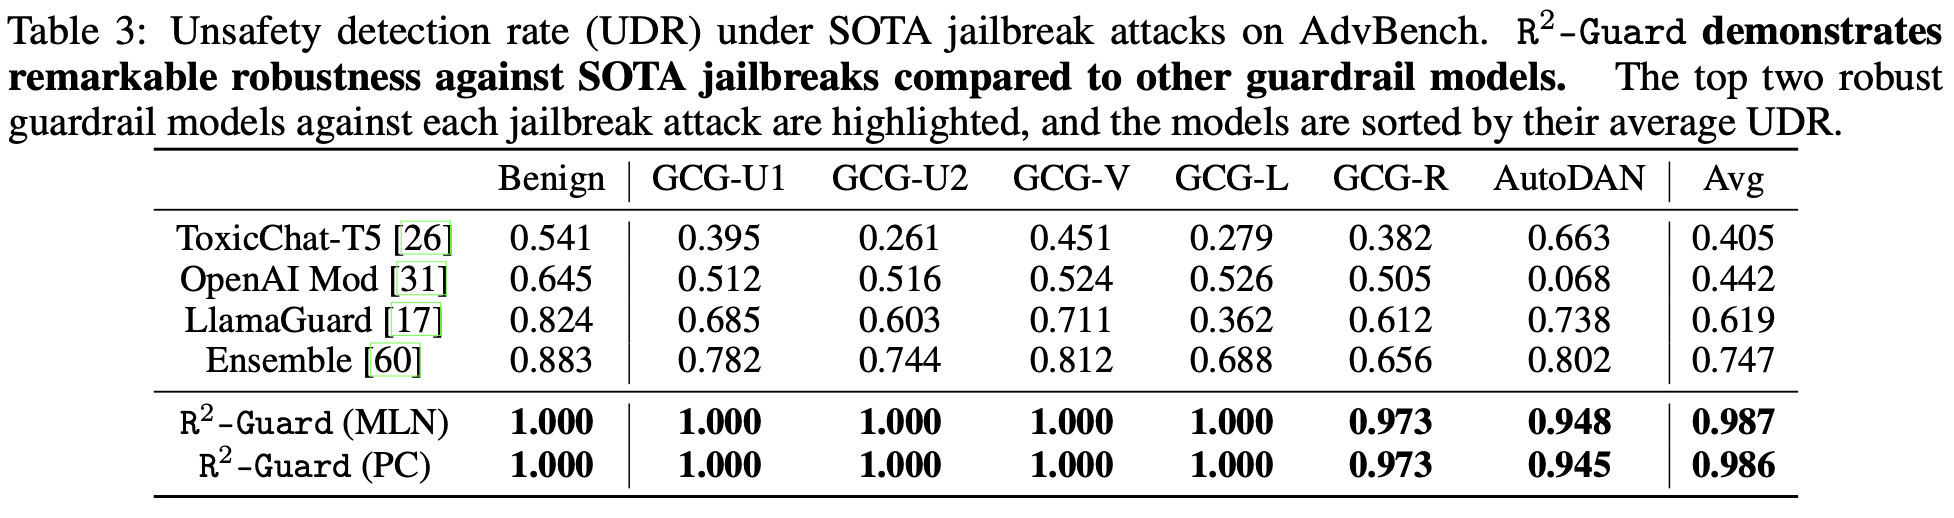 Table 3: Unsafety detection rate (UDR) under SOTA jailbreak attacks on AdvBench. R²-Guard demonstrates
remarkable robustness against SOTA jailbreaks compared to other guardrail models. The top two robust
guardrail models against each jailbreak attack are highlighted, and the models are sorted by their average UDR.
Benign GCG-U1 GCG-U2 GCG-V GCG-L GCG-R AutoDAN Avg
ToxicChat-T5 [26] 0.541 0.395 0.261 0.451 0.279 0.382 0.663 0.405
OpenAI Mod [31] 0.645 0.512 0.516 0.524 0.526 0.505 0.068 0.442
LlamaGuard [17] 0.824 0.685 0.603 0.711 0.362 0.612 0.738 0.619
Ensemble [60] 0.883 0.782 0.744 0.812 0.688 0.656 0.802 0.747
R²-Guard (MLN) 1.000 1.000 1.000 1.000 1.000 0.973 0.948 0.987
R²-Guard (PC) 1.000 1.000 1.000 1.000 1.000 0.973 0.945 0.986